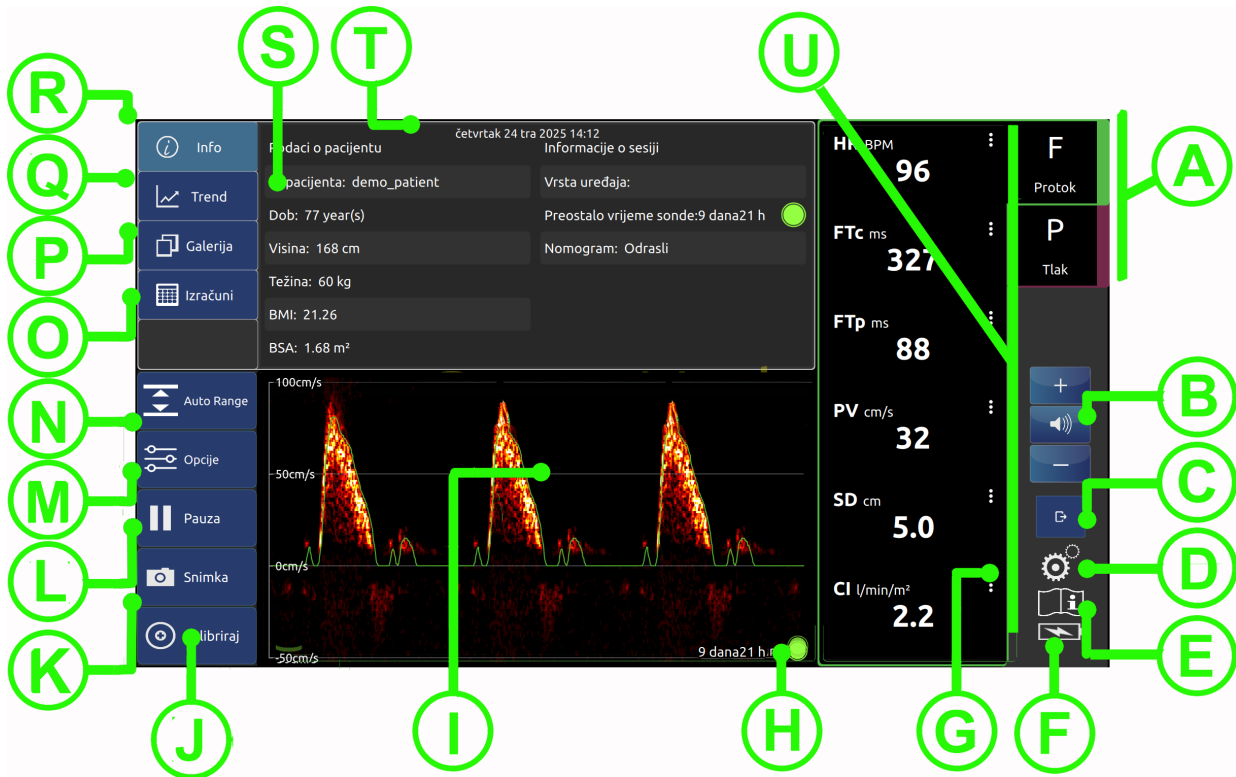 S
T
U
R
četvrtak 24 tra 2025 14:12
Info
Podaci o pacijentu
Informacije o sesiji
HR BPM
96
F
Protok
A
Q
Trend
pacijenta: demo_patient
Vrsta uređaja:
Dob: 77 year(s)
Preostalo vrijeme sonde:9 dana21 h
P
Galerija
Visina: 168 cm
Nomogram: Odrasli
FTc ms
327
P
Tlak
O
Izračuni
Težina: 60 kg
BMI: 21.26
BSA: 1.68 m²
FTp ms
88
N
Auto Range
100cm/s
+
B
PV cm/s
32
M
Opcije
-50cm/s
−
C
L
Pauza
SD cm
5.0
K
Snimka
0cm/s
D
CI l/min/m²
2.2
E
-50cm/s
9 dana21 h
J
I
H
G
F